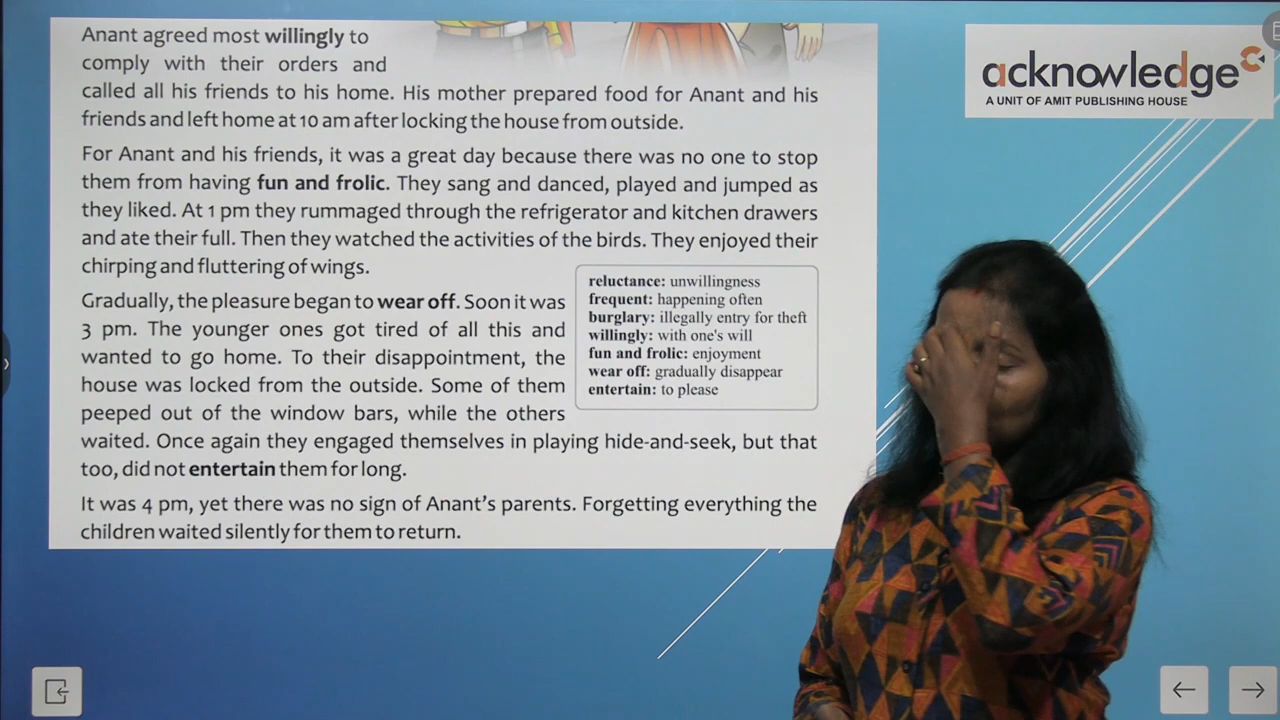 Anant agreed most willingly to
comply with their orders and
called all his friends to his home. His mother prepared food for Anant and his
friends and left home at 10 am after locking the house from outside.
For Anant and his friends, it was a great day because there was no one to stop
them from having fun and frolic. They sang and danced, played and jumped as
they liked. At 1 pm they rummaged through the refrigerator and kitchen drawers
and ate their full. Then they watched the activities of the birds. They enjoyed their
chirping and fluttering of wings.
Gradually, the pleasure began to wear off. Soon it was
3 pm. The younger ones got tired of all this and
wanted to go home. To their disappointment, the
house was locked from the outside. Some of them
peeped out of the window bars, while the others
waited. Once again they engaged themselves in playing hide-and-seek, but that
too, did not entertain them for long.
It was 4 pm, yet there was no sign of Anant's parents. Forgetting everything the
children waited silently for them to return.
reluctance: unwillingness
frequent: happening often
burglary: illegally entry for theft
willingly: with one's will
fun and frolic: enjoyment
wear off: gradually disappear
entertain: to please
acknowledge
A UNIT OF AMIT PUBLISHING HOUSE